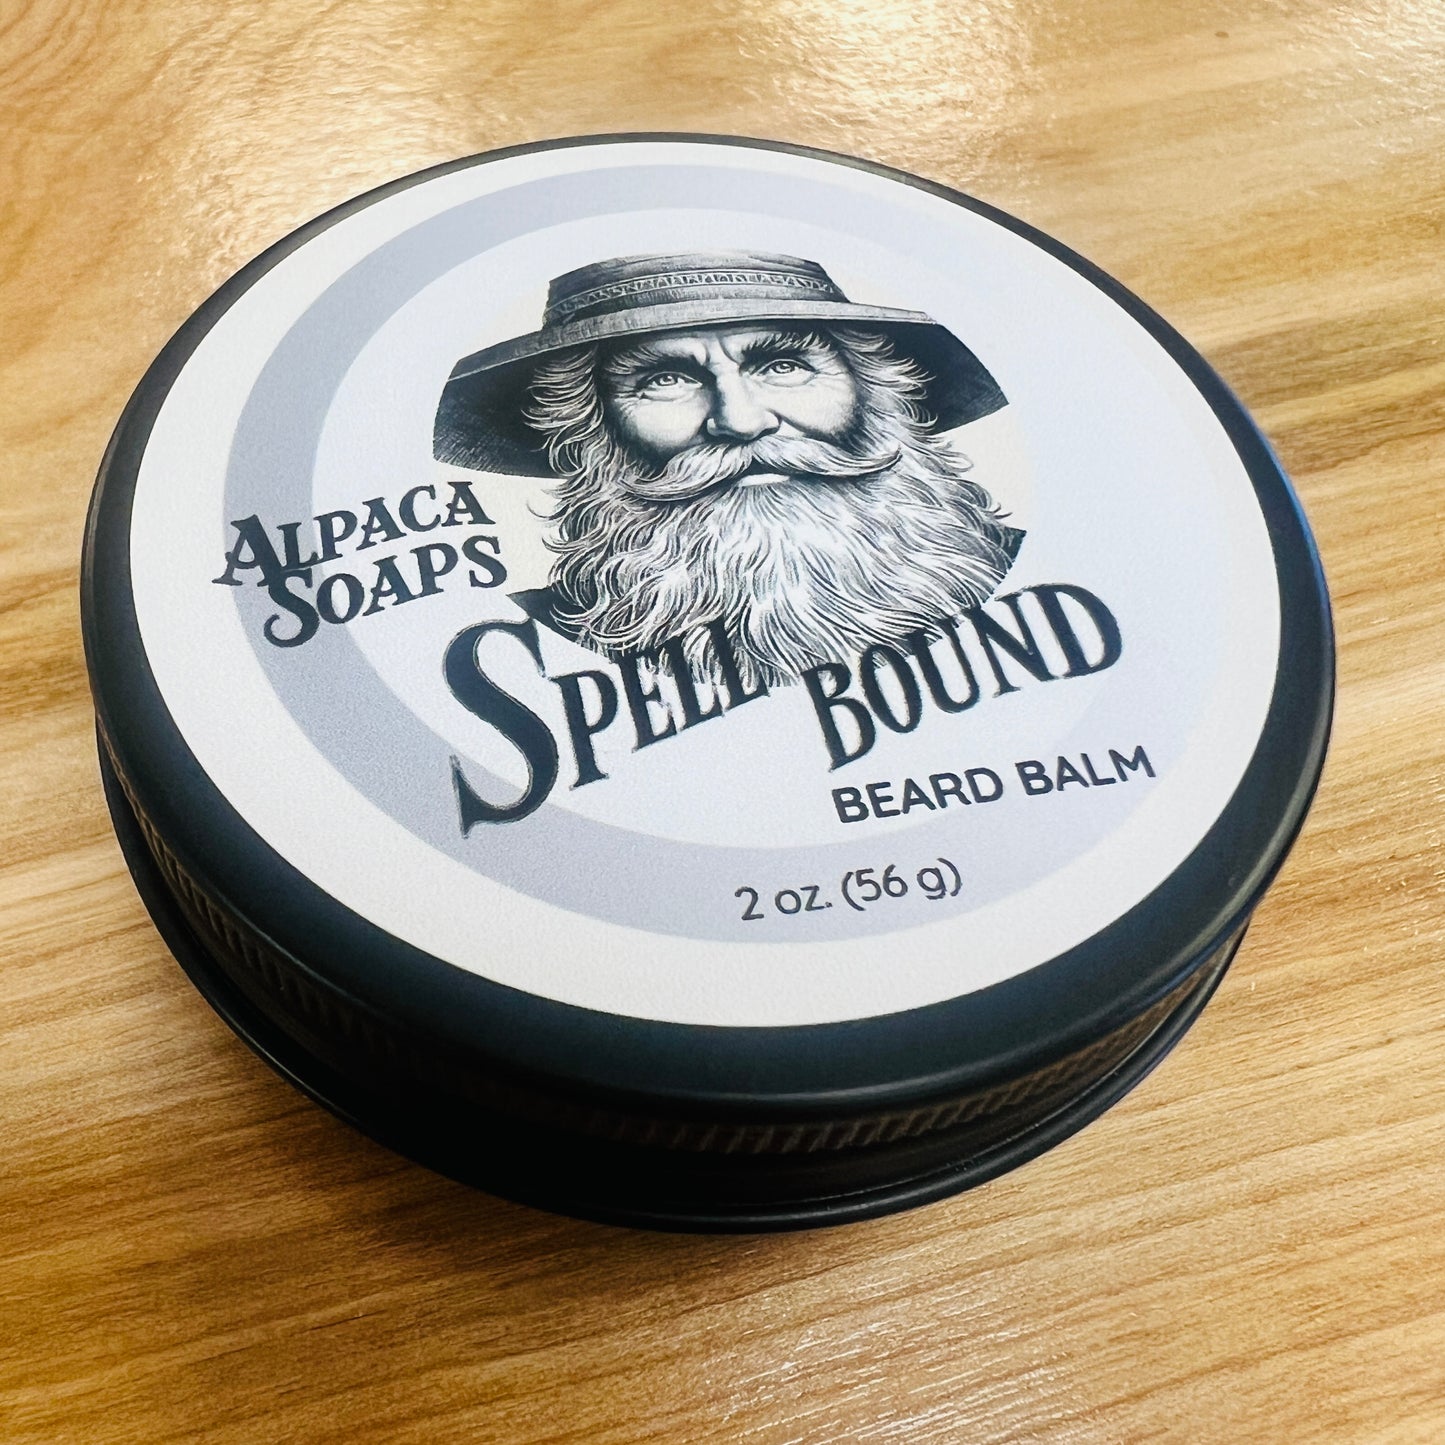 ALPACA
SOAPS
SPELL BOUND
BEARD BALM
2 oz. (56 g)